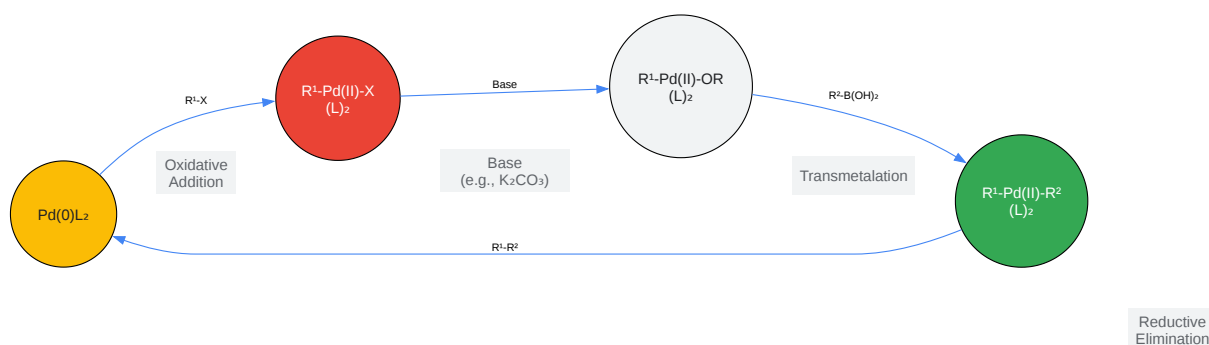 R¹-X
Oxidative
Addition
Pd(0)L₂
R¹-Pd(II)-X
(L)₂
Base
Base
(e.g., K₂CO₃)
R¹-Pd(II)-OR
(L)₂
R²-B(OH)₂
Transmetalation
R¹-Pd(II)-R²
(L)₂
R¹-R²
Reductive
Elimination